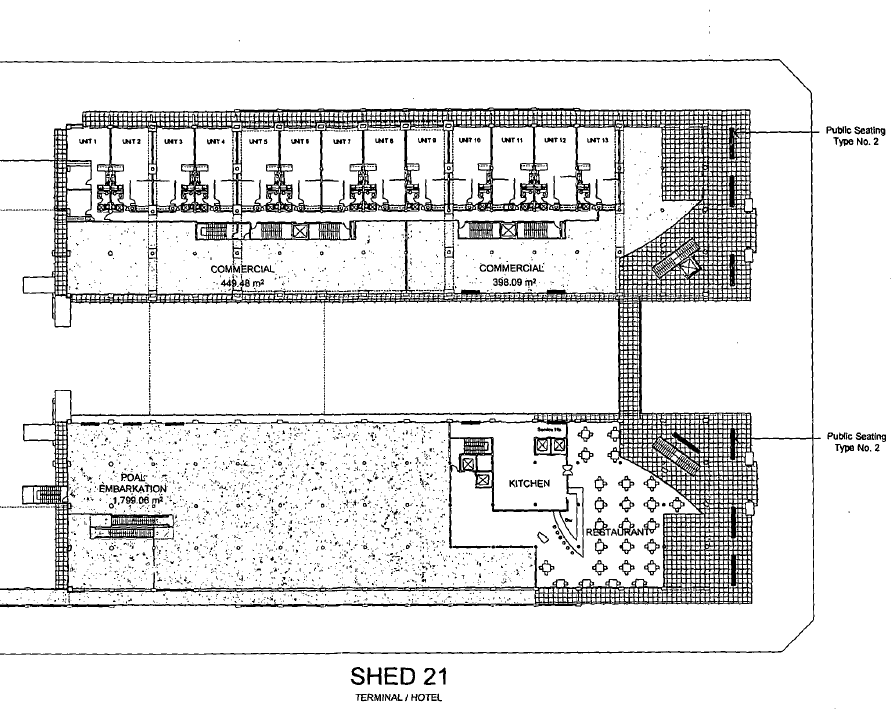 Public Seating
Type No. 2
UNIT 1 UNIT 2 UNIT 3 UNIT 4 UNIT 5 UNIT 6 UNIT 7 UNIT 8 UNIT 9 UNIT 10 UNIT 11 UNIT 12 UNIT 13
COMMERCIAL
449.48 m²
COMMERCIAL
398.09 m²
Public Seating
Type No. 2
POAL
EMBARKATION
1,799.06 m²
KITCHEN
RESTAURANT
SHED 21
TERMINAL / HOTEL